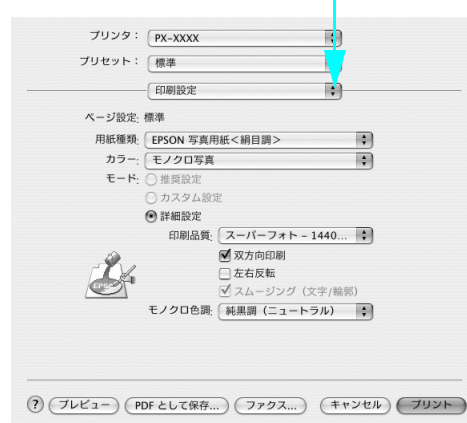 プリンタ： PX-XXXX
プリセット： 標準
印刷設定
ページ設定: 標準
用紙種類: EPSON 写真用紙＜絹目調＞
カラー: モノクロ写真
モード: 推奨設定
カスタム設定
詳細設定
印刷品質: スーパーフォト – 1440...
双方向印刷
左右反転
スムージング（文字/輪郭）
EPSON
モノクロ色調: 純黒調（ニュートラル）
? プレビュー PDF として保存... ファクス... キャンセル プリント